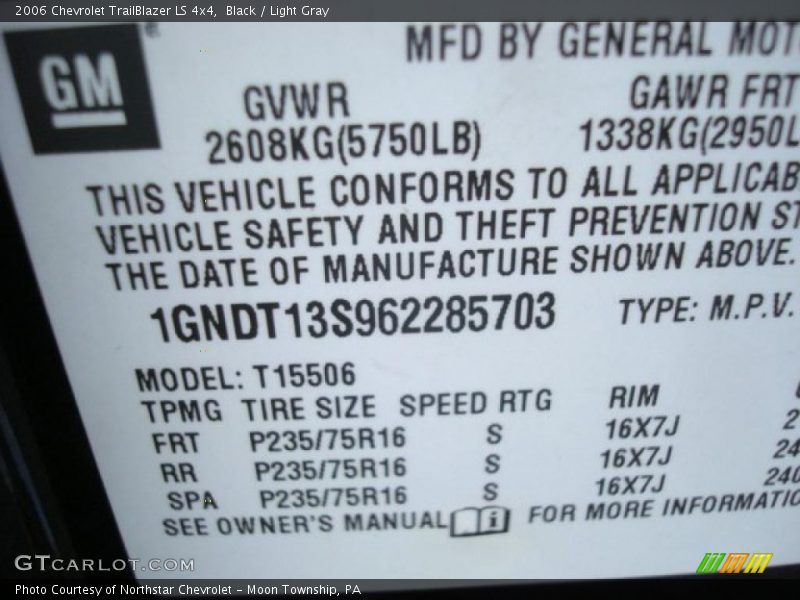 2006 Chevrolet TrailBlazer LS 4x4, Black / Light Gray
GM
MFD BY GENERAL
GVWR
GAWR FRT
2608KG(5750LB)
1338KG(2950L
THIS VEHICLE CONFORMS TO ALL APPLICAB
VEHICLE SAFETY AND THEFT PREVENTION ST
THE DATE OF MANUFACTURE SHOWN ABOVE.
1GNDT13S962285703
TYPE: M.P.V.
MODEL: T15506
TPMG TIRE SIZE SPEED RTG RIM
FRT P235/75R16 S 16X7J
RR P235/75R16 S 16X7J 24
SPA P235/75R16 S 16X7J 240
SEE OWNER'S MANUAL FOR MORE INFORMATIO
GTCARLOT.COM
Photo Courtesy of Northstar Chevrolet - Moon Township, PA